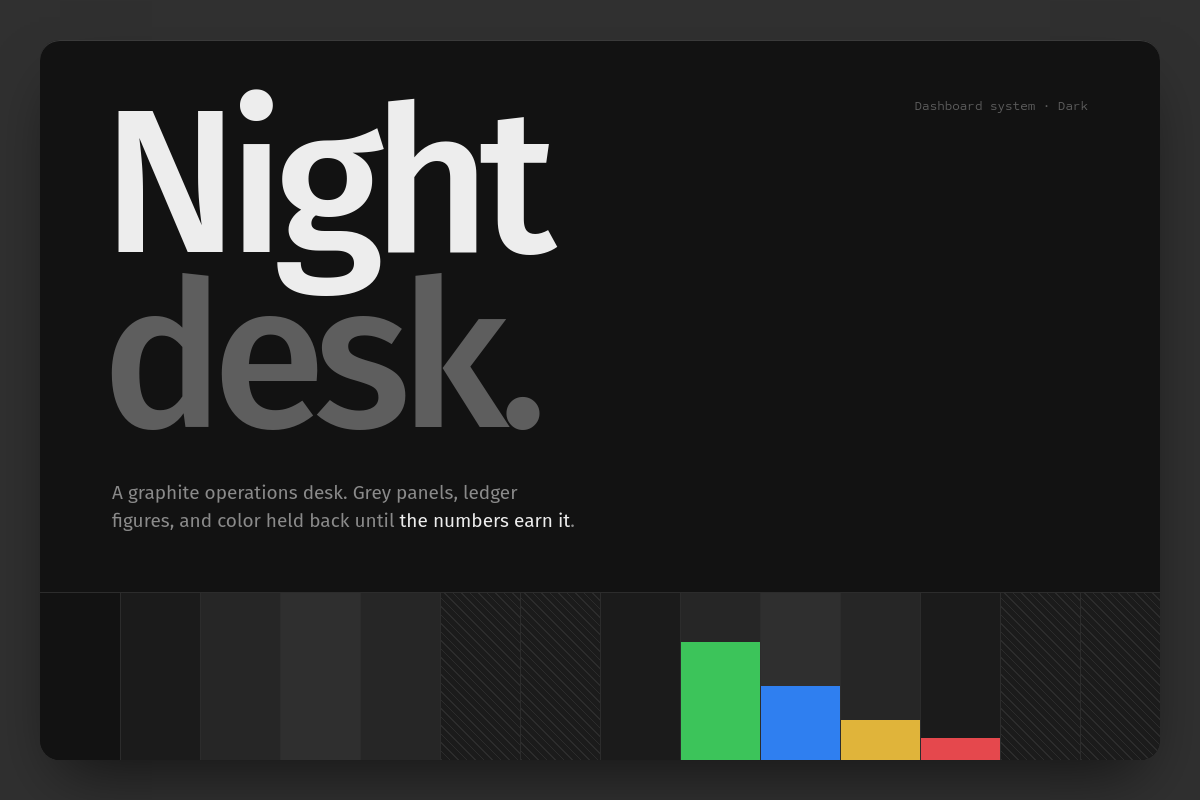 Night
Dashboard system · Dark
desk.
A graphite operations desk. Grey panels, ledger
figures, and color held back until the numbers earn it.